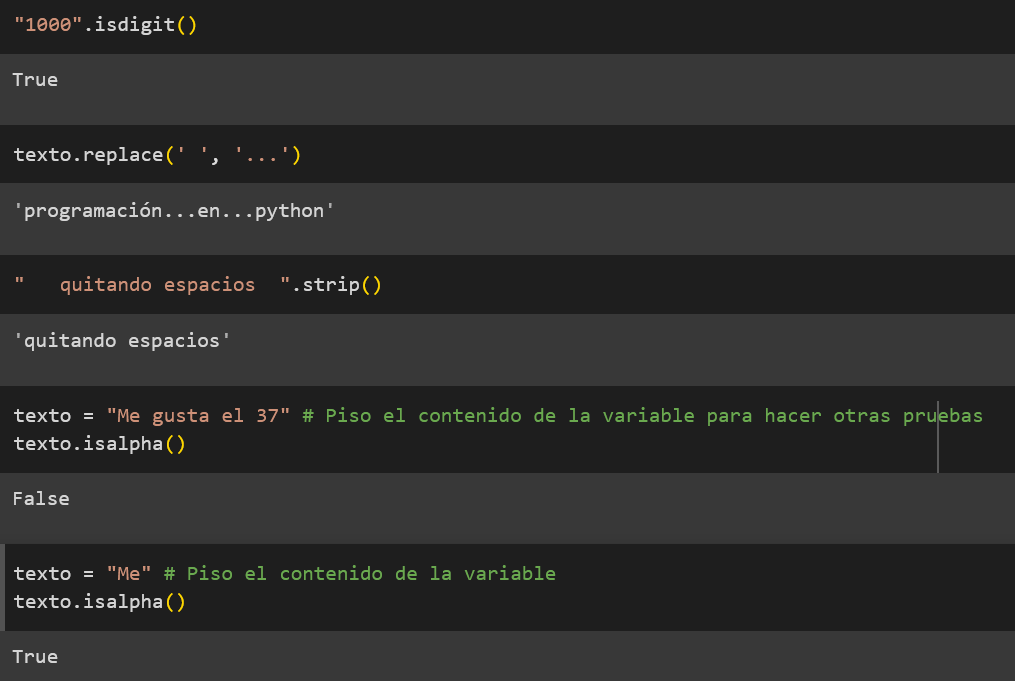 "1000".isdigit()
True
texto.replace(' ', '...')
'programación...en...python'
"   quitando espacios  ".strip()
'quitando espacios'
texto = "Me gusta el 37" # Piso el contenido de la variable para hacer otras pruebas
texto.isalpha()
False
texto = "Me" # Piso el contenido de la variable
texto.isalpha()
True